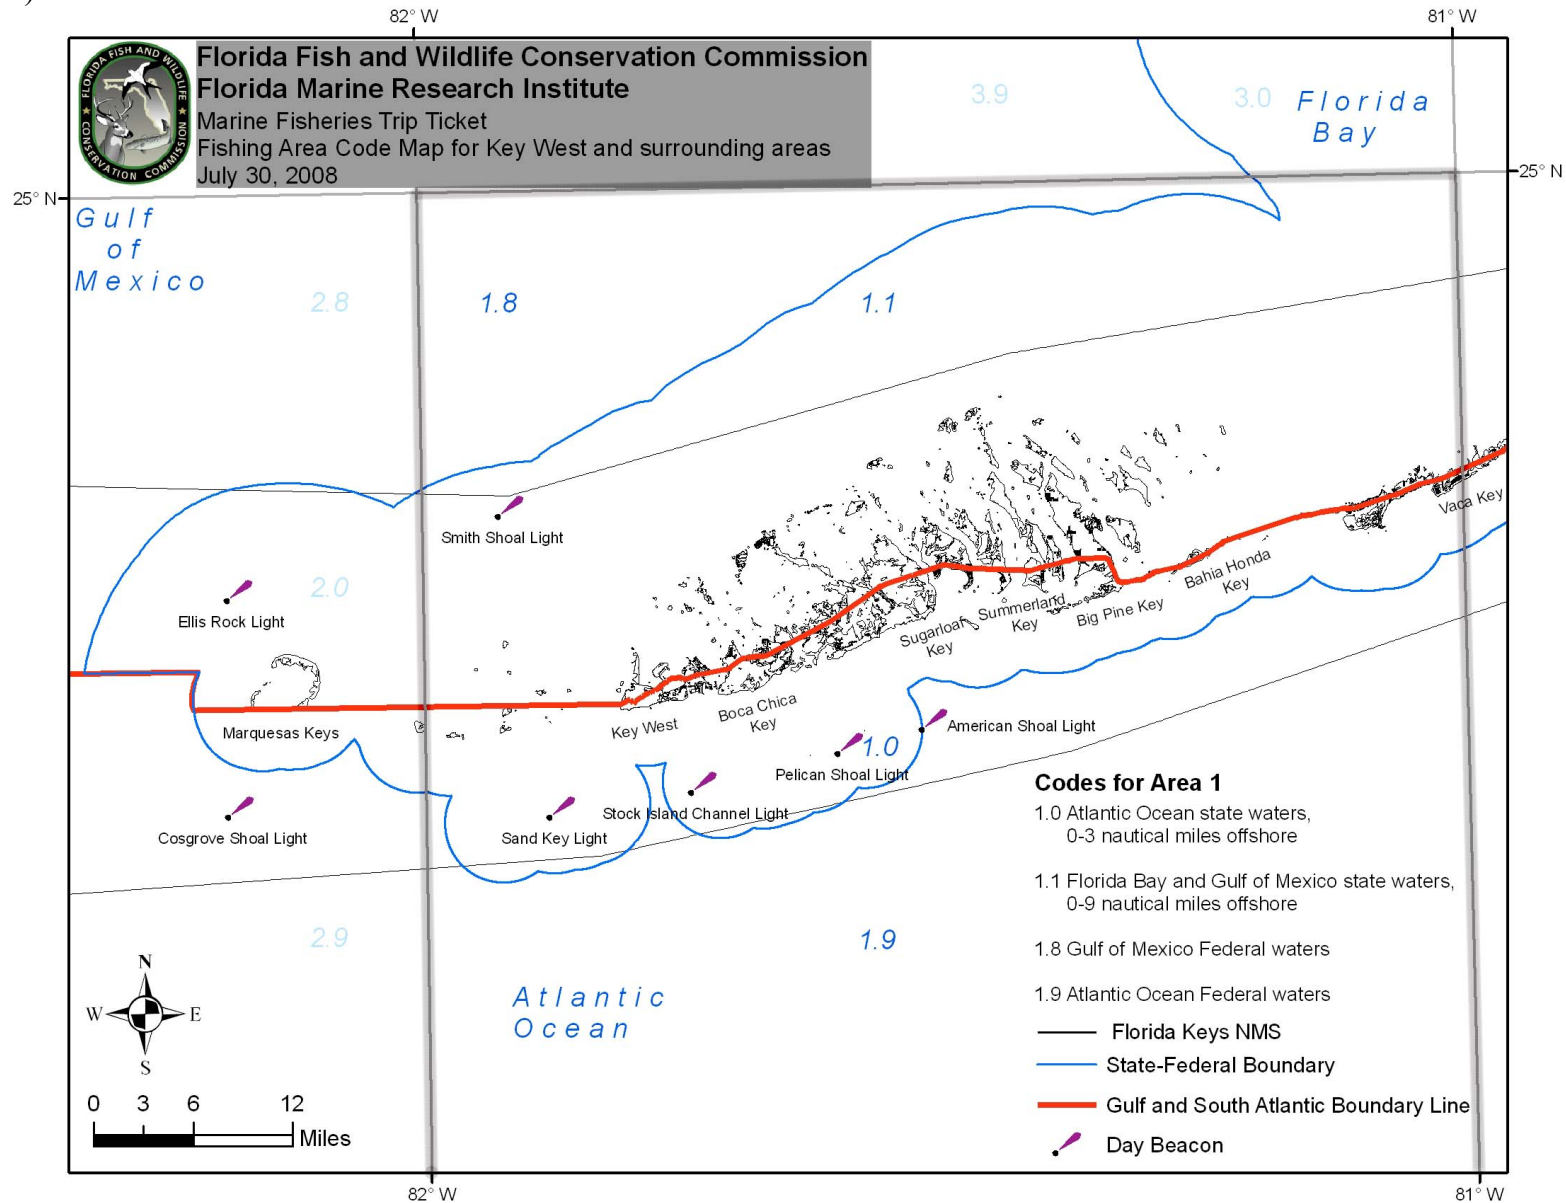 82° W
81° W
FLORIDA FISH AND WILDLIFE
CONSERVATION COMMISSION
Florida Fish and Wildlife Conservation Commission
Florida Marine Research Institute
Marine Fisheries Trip Ticket
Fishing Area Code Map for Key West and surrounding areas
July 30, 2008
3.9
3.0
Florida
Bay
25° N
25° N
Gulf
of
Mexico
2.8
1.8
1.1
Smith Shoal Light
Vaca Key
2.0
Ellis Rock Light
Bahia Honda
Key
Big Pine Key
Summerland
Key
Sugarloaf
Key
Marquesas Keys
Key West
Boca Chica
Key
American Shoal Light
1.0
Pelican Shoal Light
Stock Island Channel Light
Sand Key Light
Cosgrove Shoal Light
Codes for Area 1
1.0 Atlantic Ocean state waters,
0-3 nautical miles offshore
1.1 Florida Bay and Gulf of Mexico state waters,
0-9 nautical miles offshore
1.8 Gulf of Mexico Federal waters
1.9 Atlantic Ocean Federal waters
2.9
1.9
Atlantic
Ocean
N
W E
S
0 3 6 12
Miles
Florida Keys NMS
State-Federal Boundary
Gulf and South Atlantic Boundary Line
Day Beacon
82° W
81° W